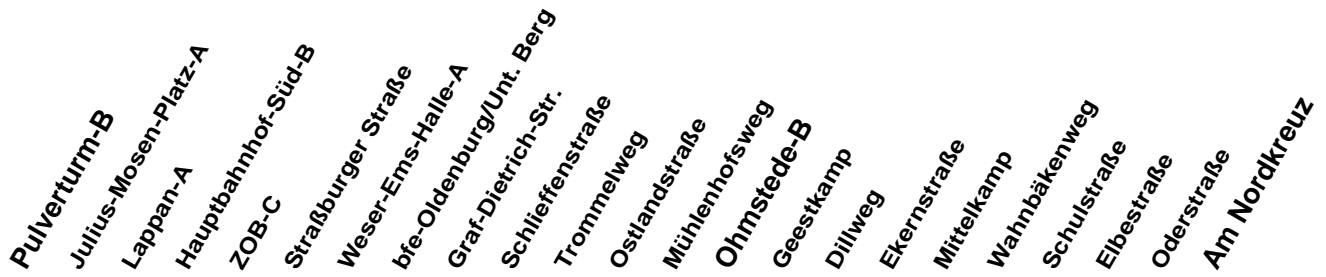 Pulverturm-B
Julius-Mosen-Platz-A
Lappan-A
Hauptbahnhof-Süd-B
ZOB-C
Straßburger Straße
Weser-Ems-Halle-A
bfe-Oldenburg/Unt. Berg
Graf-Dietrich-Str.
Schlieffenstraße
Trommelweg
Ostlandstraße
Mühlenhofsweg
Ohmstede-B
Geestkamp
Dillweg
Ekernstraße
Mittelkamp
Wahnbäkenweg
Schulstraße
Elbestraße
Oderstraße
Am Nordkreuz